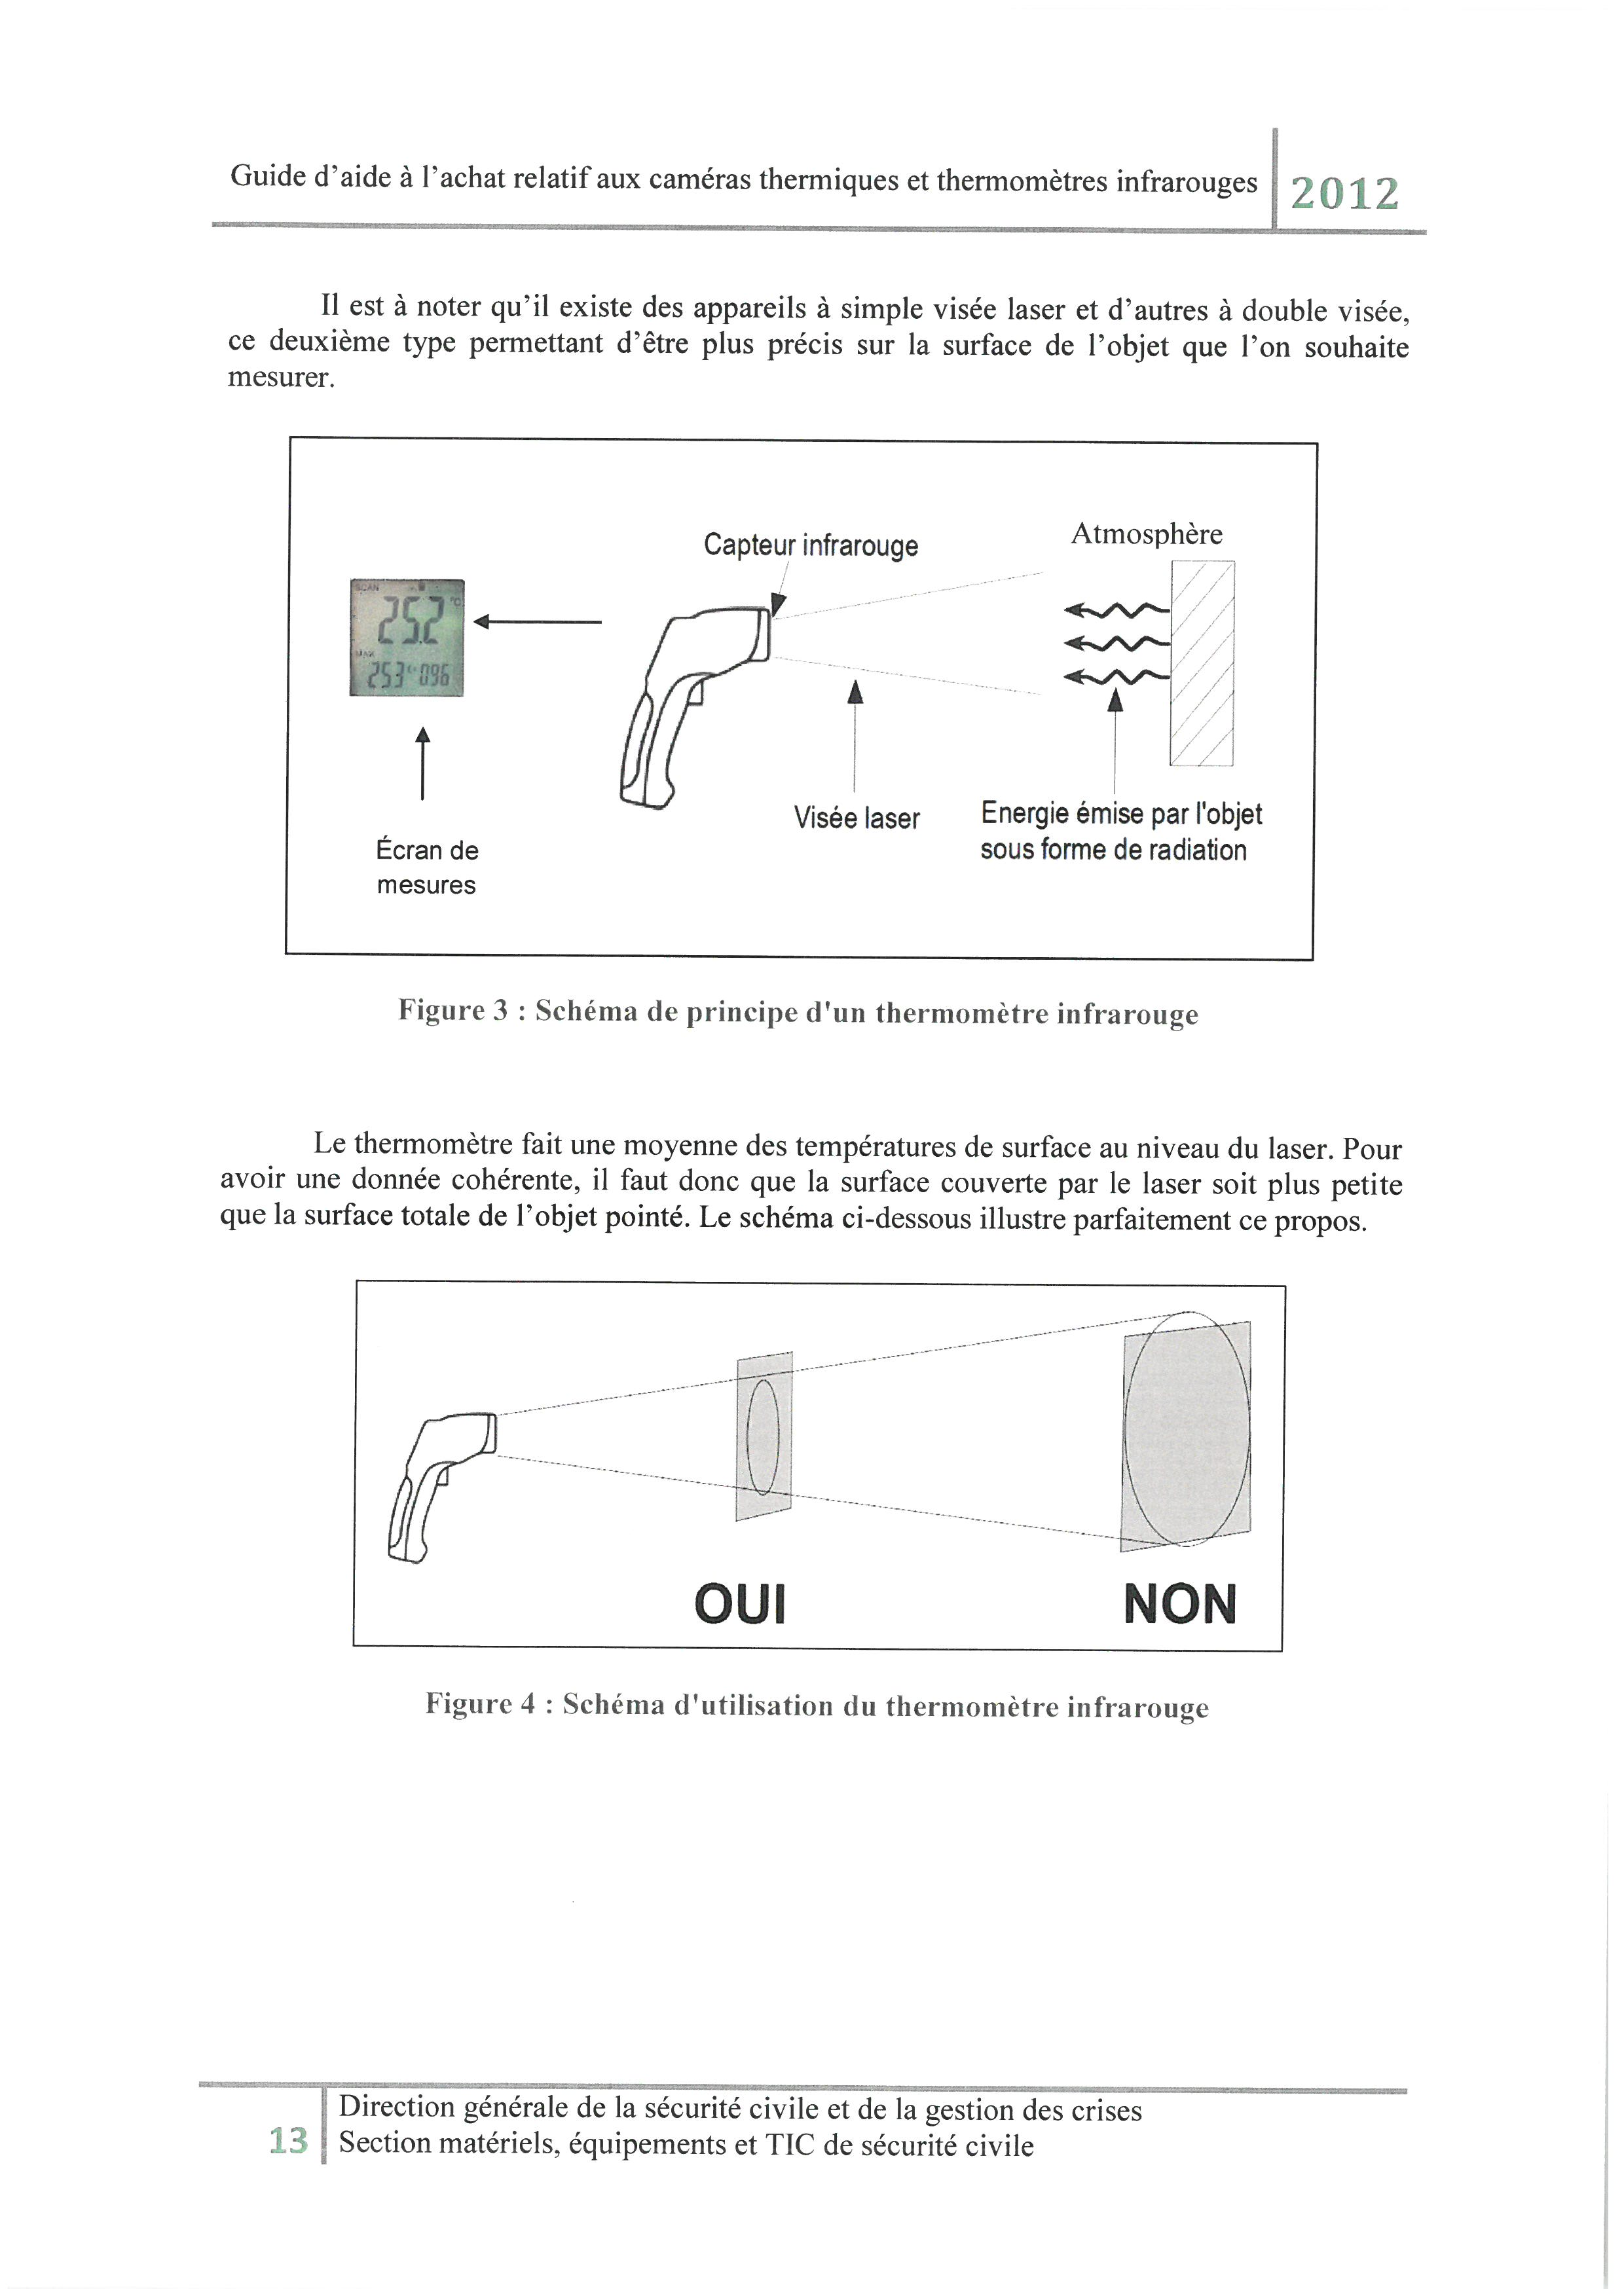 Guide d'aide à l'achat relatif aux caméras thermiques et thermomètres infrarouges
2012
Il est à noter qu'il existe des appareils à simple visée laser et d'autres à double visée,
ce deuxième type permettant d'être plus précis sur la surface de l'objet que l'on souhaite
mesurer.
Capteur infrarouge
Atmosphère
SCAN
25.2 °C
MAX
25.3 096
Visée laser
Energie émise par l'objet
sous forme de radiation
Écran de
mesures
Figure 3 : Schéma de principe d'un thermomètre infrarouge
Le thermomètre fait une moyenne des températures de surface au niveau du laser. Pour
avoir une donnée cohérente, il faut donc que la surface couverte par le laser soit plus petite
que la surface totale de l'objet pointé. Le schéma ci-dessous illustre parfaitement ce propos.
OUI
NON
Figure 4 : Schéma d'utilisation du thermomètre infrarouge
Direction générale de la sécurité civile et de la gestion des crises
13
Section matériels, équipements et TIC de sécurité civile